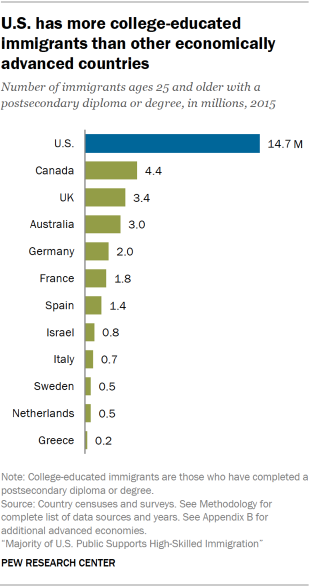 U.S. has more college-educated
immigrants than other economically
advanced countries
Number of immigrants ages 25 and older with a
postsecondary diploma or degree, in millions, 2015
U.S. 14.7 M
Canada 4.4
UK 3.4
Australia 3.0
Germany 2.0
France 1.8
Spain 1.4
Israel 0.8
Italy 0.7
Sweden 0.5
Netherlands 0.5
Greece 0.2
Note: College-educated immigrants are those who have completed a
postsecondary diploma or degree.
Source: Country censuses and surveys. See Methodology for
complete list of data sources and years. See Appendix B for
additional advanced economies.
"Majority of U.S. Public Supports High-Skilled Immigration"
PEW RESEARCH CENTER